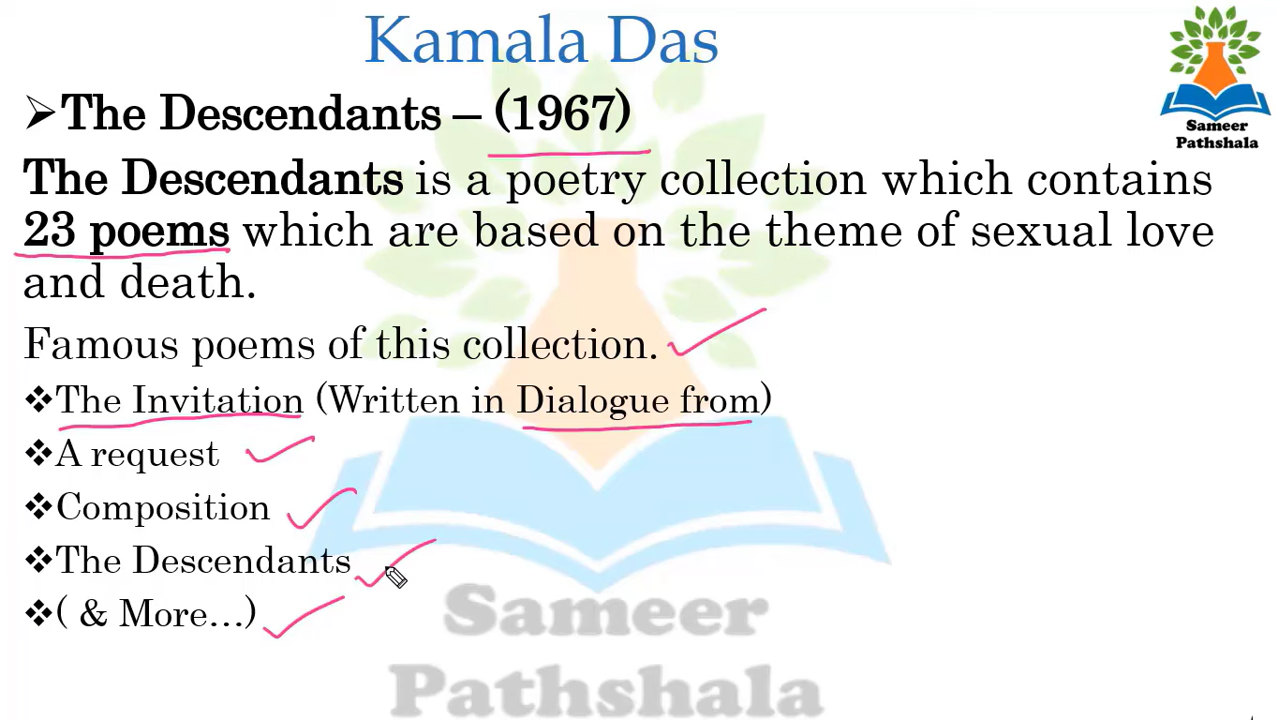 Kamala Das
➢The Descendants – (1967)
The Descendants is a poetry collection which contains
23 poems which are based on the theme of sexual love
and death.
Famous poems of this collection.
❖The Invitation (Written in Dialogue from)
❖A request
❖Composition
❖The Descendants
❖( & More...)
Sameer
Pathshala
Sameer
Pathshala